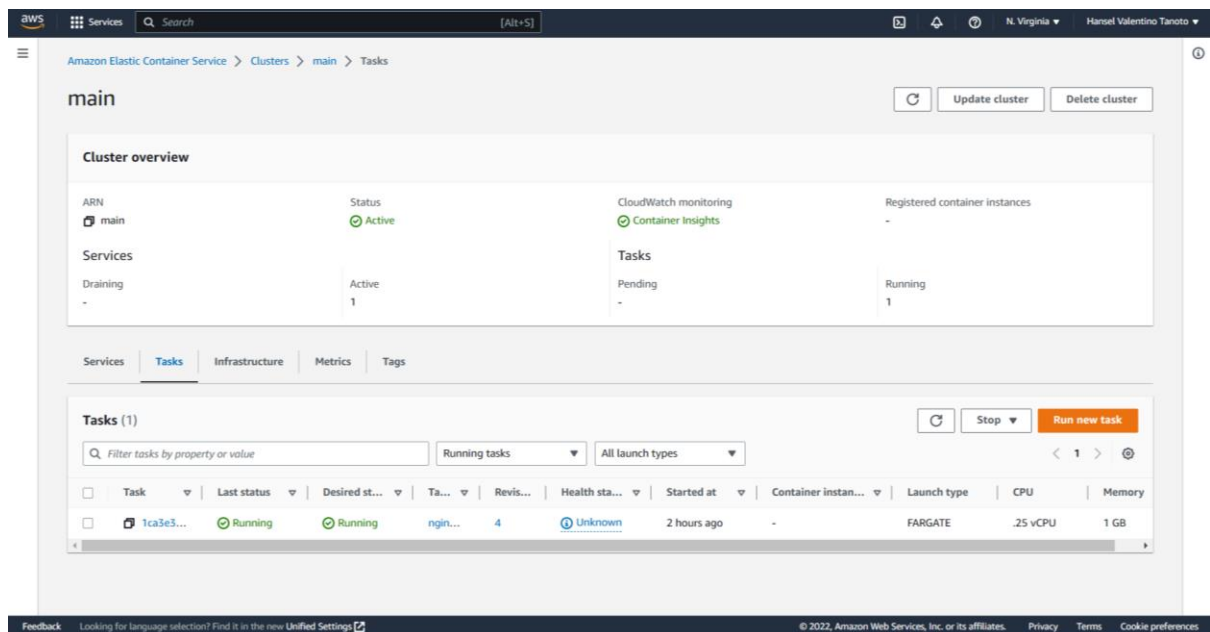 aws Services Search [Alt+S] N. Virginia Hansel Valentino Tanoto
Amazon Elastic Container Service > Clusters > main > Tasks
main Update cluster Delete cluster
Cluster overview
ARN Status CloudWatch monitoring Registered container instances
main Active Container Insights -
Services Tasks
Draining Active Pending Running
- 1 - 1
Services Tasks Infrastructure Metrics Tags
Tasks (1) Stop Run new task
Filter tasks by property or value Running tasks All launch types < 1 >
Task Last status Desired st... Ta... Revis... Health sta... Started at Container instan... Launch type CPU Memory
1ca3e3... Running Running ngin... 4 Unknown 2 hours ago - FARGATE .25 vCPU 1 GB
Feedback Looking for language selection? Find it in the new Unified Settings © 2022, Amazon Web Services, Inc. or its affiliates. Privacy Terms Cookie preferences